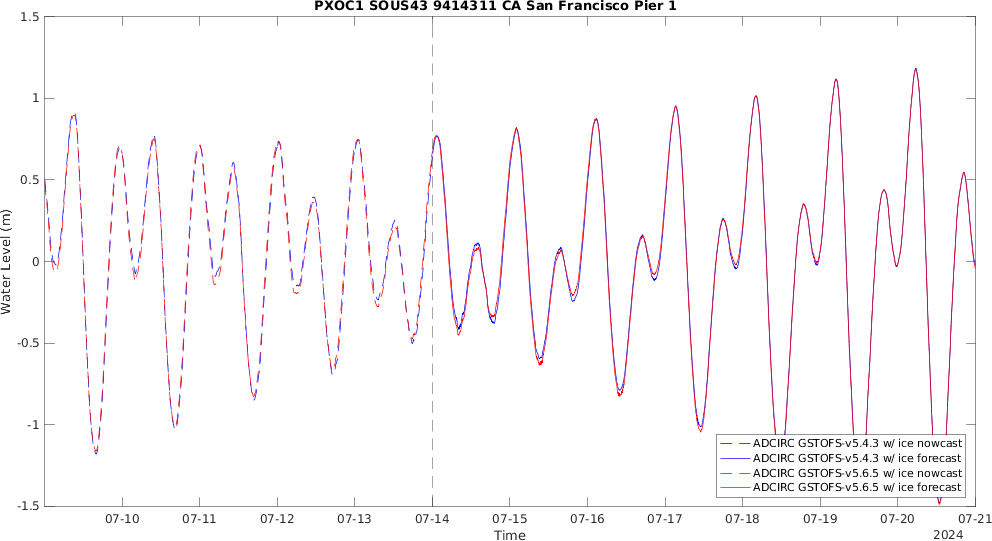 PXOC1 SOUS43 9414311 CA San Francisco Pier 1
1.5
1
0.5
0
-0.5
-1
-1.5
Water Level (m)
ADCIRC GSTOFS-v5.4.3 w/ ice nowcast
ADCIRC GSTOFS-v5.4.3 w/ ice forecast
ADCIRC GSTOFS-v5.6.5 w/ ice nowcast
ADCIRC GSTOFS-v5.6.5 w/ ice forecast
07-10 07-11 07-12 07-13 07-14 07-15 07-16 07-17 07-18 07-19 07-20 07-21
Time
2024